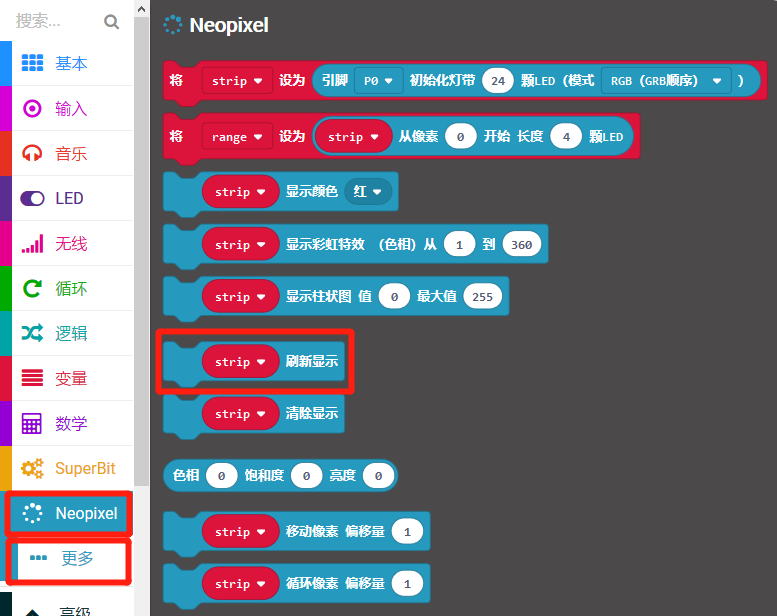 搜索...
基本
输入
音乐
LED
无线
循环
逻辑
变量
数学
SuperBit
Neopixel
更多
高级
Neopixel
将 strip 设为 引脚 P0 初始化灯带 24 颗LED (模式 RGB (GRB顺序) )
将 range 设为 strip 从像素 0 开始 长度 4 颗LED
strip 显示颜色 红
strip 显示彩虹特效 (色相) 从 1 到 360
strip 显示柱状图 值 0 最大值 255
strip 刷新显示
strip 清除显示
色相 0 饱和度 0 亮度 0
strip 移动像素 偏移量 1
strip 循环像素 偏移量 1